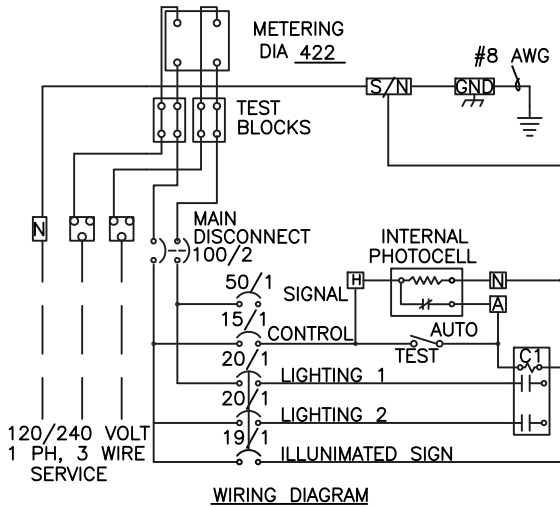 METERING
DIA 422
#8 AWG
S/N
GND
TEST
BLOCKS
N
MAIN
DISCONNECT
100/2
INTERNAL
PHOTOCELL
H
N
A
50/1
SIGNAL
15/1
CONTROL
AUTO
TEST
C1
20/1
LIGHTING 1
20/1
LIGHTING 2
19/1
ILLUNIMATED SIGN
120/240 VOLT
1 PH, 3 WIRE
SERVICE
WIRING DIAGRAM